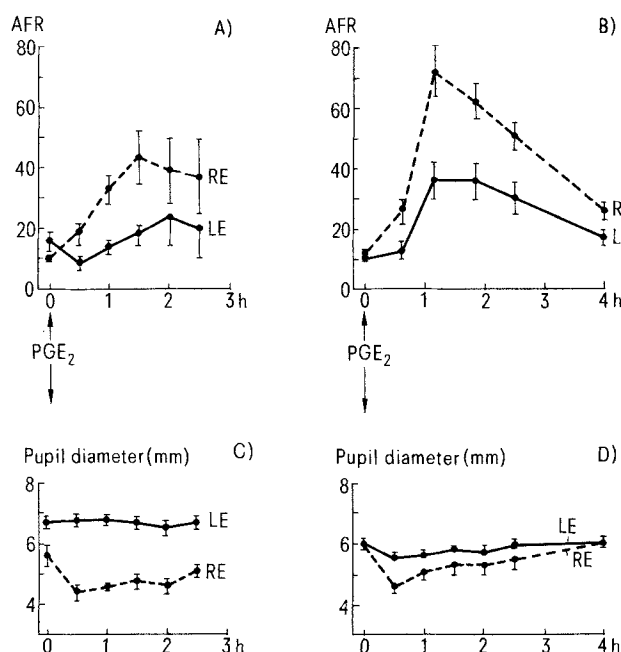 AFR A)
80
60
40
20
0
RE
LE
0 1 2 3 h
PGE₂
AFR B)
80
60
40
20
0
R
L
0 1 2 3 4 h
PGE₂
Pupil diameter (mm) C)
8
6
4
LE
RE
0 1 2 3 h
Pupil diameter (mm) D)
8
6
4
LE
RE
0 1 2 3 4 h